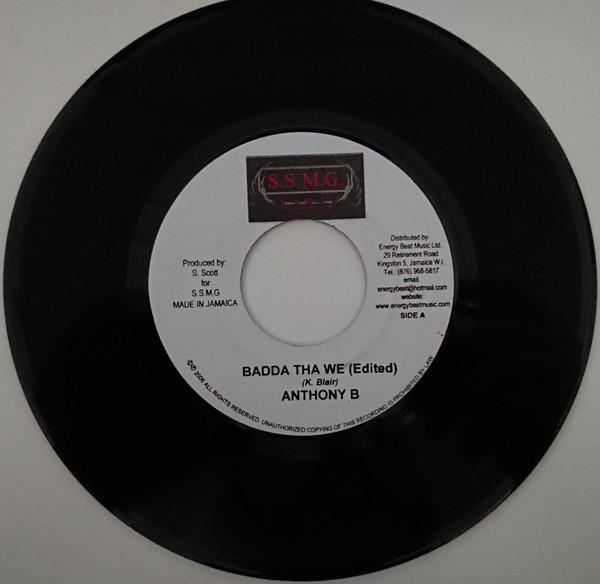 S.S.M.G.
S.S.M.G.
Produced by:
S. Scott
for
S.S.M.G
MADE IN JAMAICA
Distributed by:
Energy Beat Music Ltd.
29 Retirement Road
Kingston 5, Jamaica W.I.
Tel.: (876) 968-5817
email:
energybeat@hotmail.com
website:
www.energybeatmusic.com
SIDE A
BADDA THA WE (Edited)
(K. Blair)
ANTHONY B
©℗ 2006 ALL RIGHTS RESERVED. UNAUTHORIZED COPYING OF THIS RECORDING IS PROHIBITED BY LAW